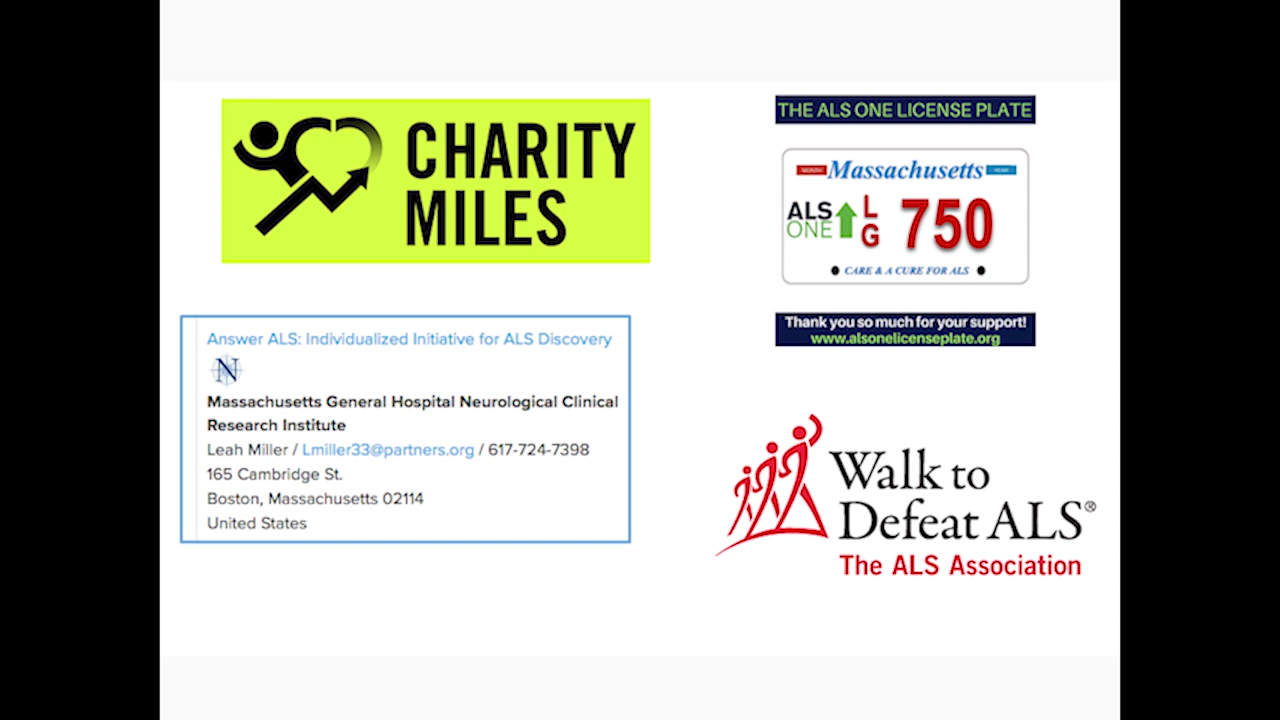 CHARITY
MILES
THE ALS ONE LICENSE PLATE
MONTH Massachusetts YEAR
ALS
ONE
L
G
750
CARE & A CURE FOR ALS
Thank you so much for your support!
www.alsonelicenseplate.org
Answer ALS: Individualized Initiative for ALS Discovery
N
Massachusetts General Hospital Neurological Clinical
Research Institute
Leah Miller / Lmiller33@partners.org / 617-724-7398
165 Cambridge St.
Boston, Massachusetts 02114
United States
Walk to
Defeat ALS®
The ALS Association